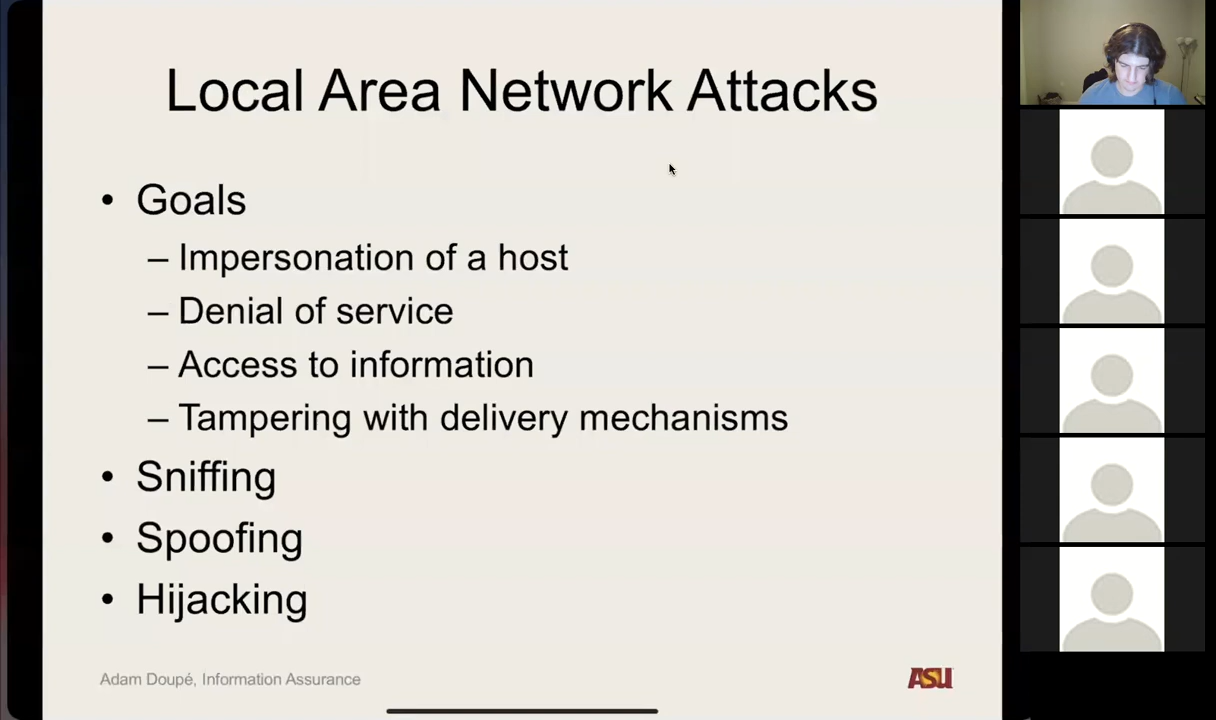 Local Area Network Attacks
• Goals
– Impersonation of a host
– Denial of service
– Access to information
– Tampering with delivery mechanisms
• Sniffing
• Spoofing
• Hijacking
Adam Doupé, Information Assurance
ASU